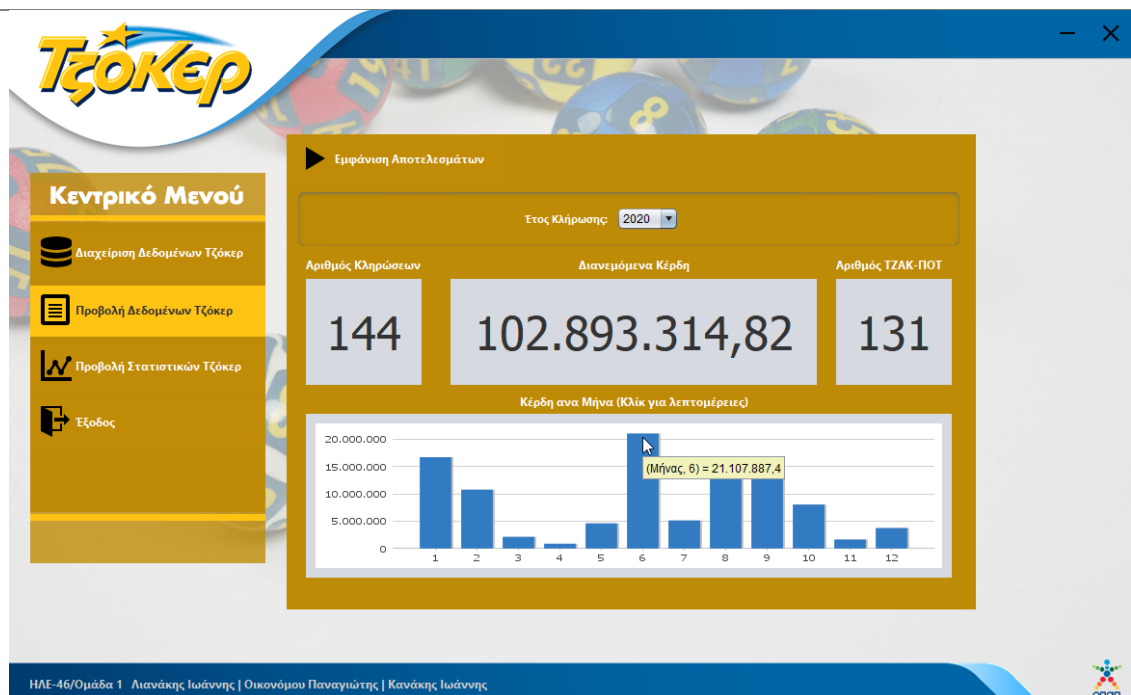 Τζόκερ
22
8
Εμφάνιση Αποτελεσμάτων
Κεντρικό Μενού
Έτος Κλήρωσης: 2020
Διαχείριση Δεδομένων Τζόκερ
Αριθμός Κληρώσεων Διανεμόμενα Κέρδη Αριθμός ΤΖΑΚ-ΠΟΤ
Προβολή Δεδομένων Τζόκερ
144 102.893.314,82 131
Προβολή Στατιστικών Τζόκερ
Κέρδη ανα Μήνα (Κλίκ για λεπτομέρειες)
Έξοδος
20.000.000
15.000.000
(Μήνας, 6) = 21.107.887,4
10.000.000
5.000.000
0
1 2 3 4 5 6 7 8 9 10 11 12
ΗΛΕ-46/Ομάδα 1 Λιανάκης Ιωάννης | Οικονόμου Παναγιώτης | Κανάκης Ιωάννης